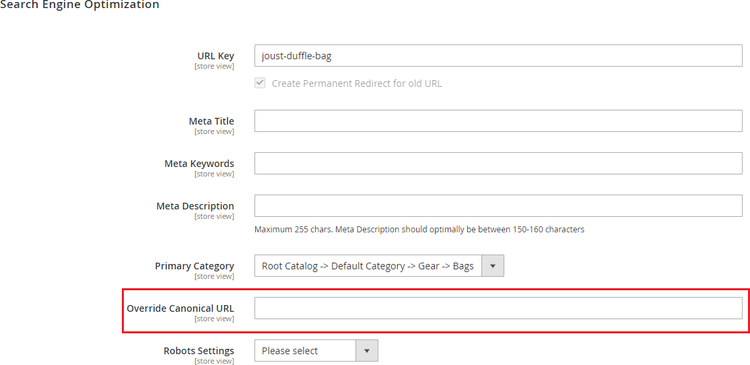 Search Engine Optimization
URL Key
[store view]
joust-duffle-bag
Create Permanent Redirect for old URL
Meta Title
[store view]
Meta Keywords
[store view]
Meta Description
[store view]
Maximum 255 chars. Meta Description should optimally be between 150-160 characters
Primary Category
[store view]
Root Catalog -> Default Category -> Gear -> Bags
Override Canonical URL
[store view]
Robots Settings
[store view]
Please select